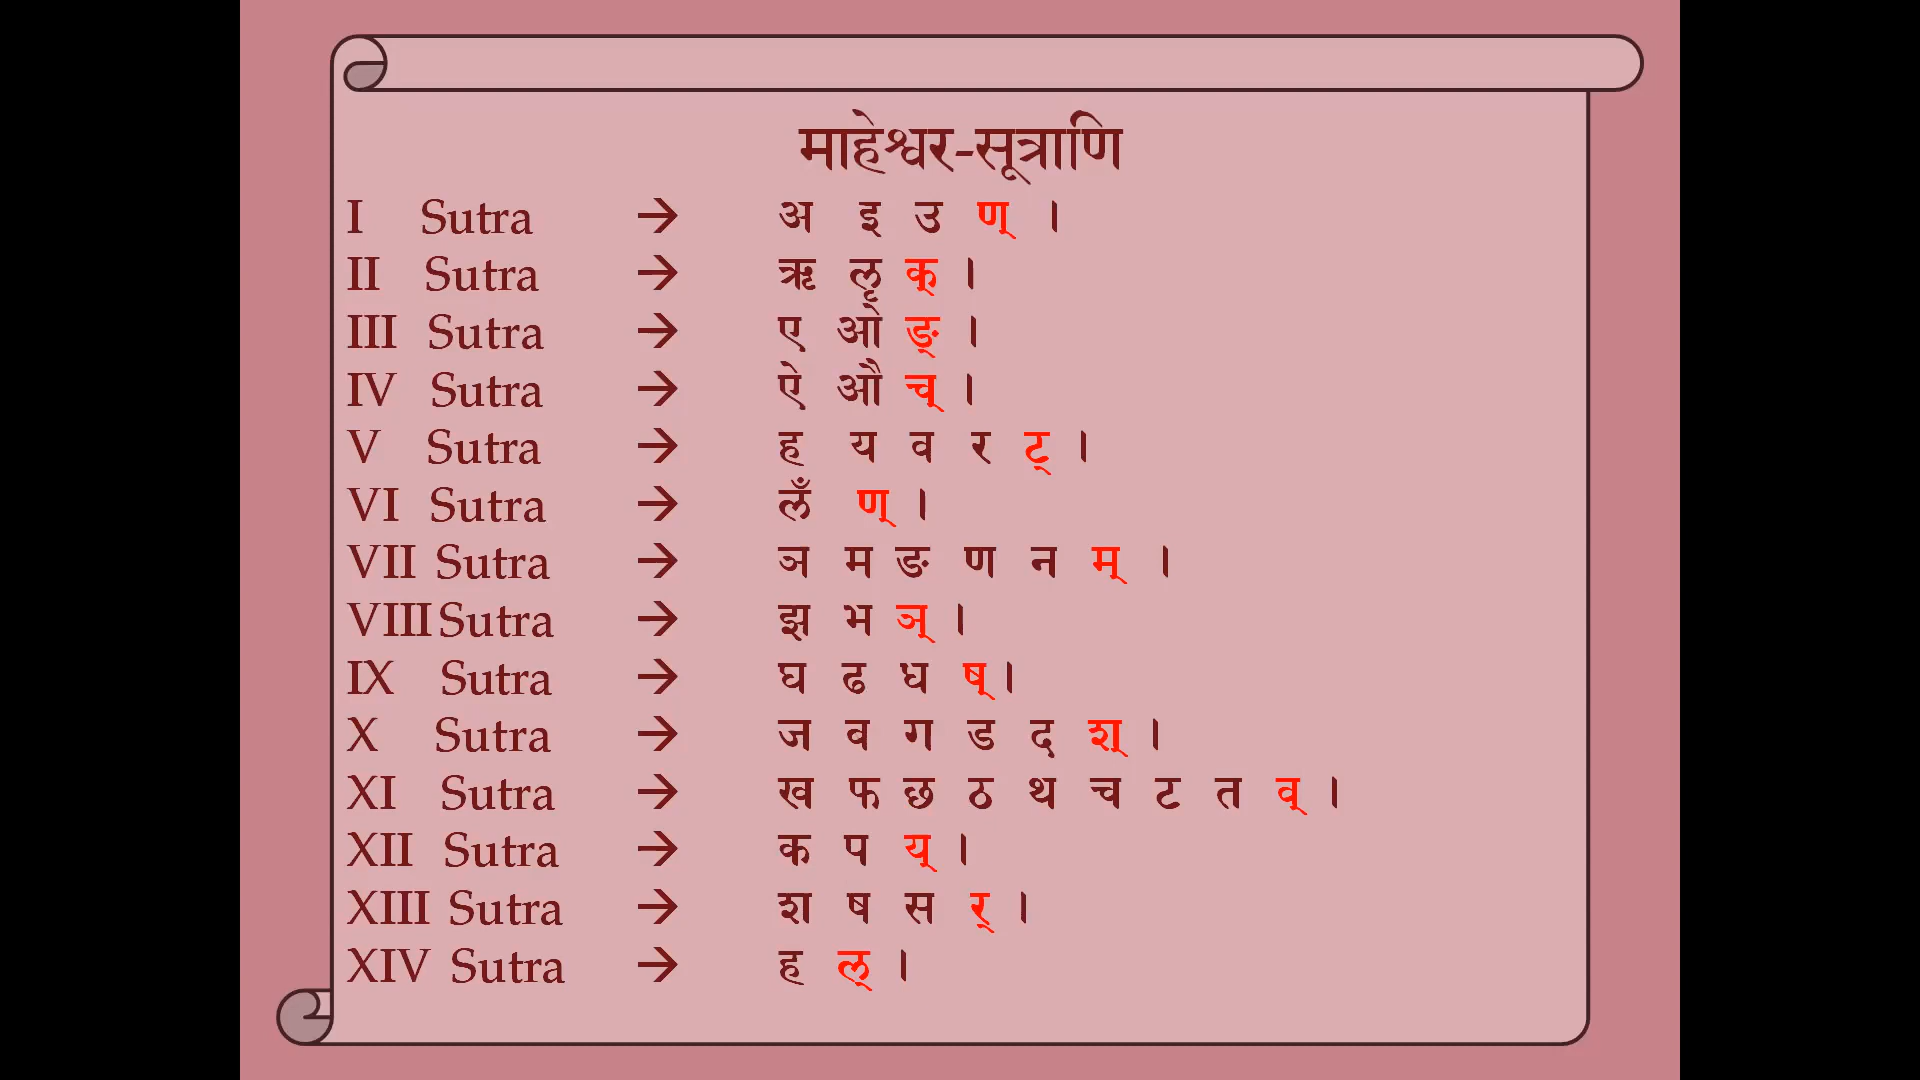 माहेश्वर-सूत्राणि
I Sutra → अ इ उ ण् ।
II Sutra → ऋ लृ क् ।
III Sutra → ए ओ ङ् ।
IV Sutra → ऐ औ च् ।
V Sutra → ह य व र ट् ।
VI Sutra → लँ ण् ।
VII Sutra → ञ म ङ ण न म् ।
VIII Sutra → झ भ ञ् ।
IX Sutra → घ ढ ध ष् ।
X Sutra → ज व ग ड द श् ।
XI Sutra → ख फ छ ठ थ च ट त व् ।
XII Sutra → क प य् ।
XIII Sutra → श ष स र् ।
XIV Sutra → ह ल् ।